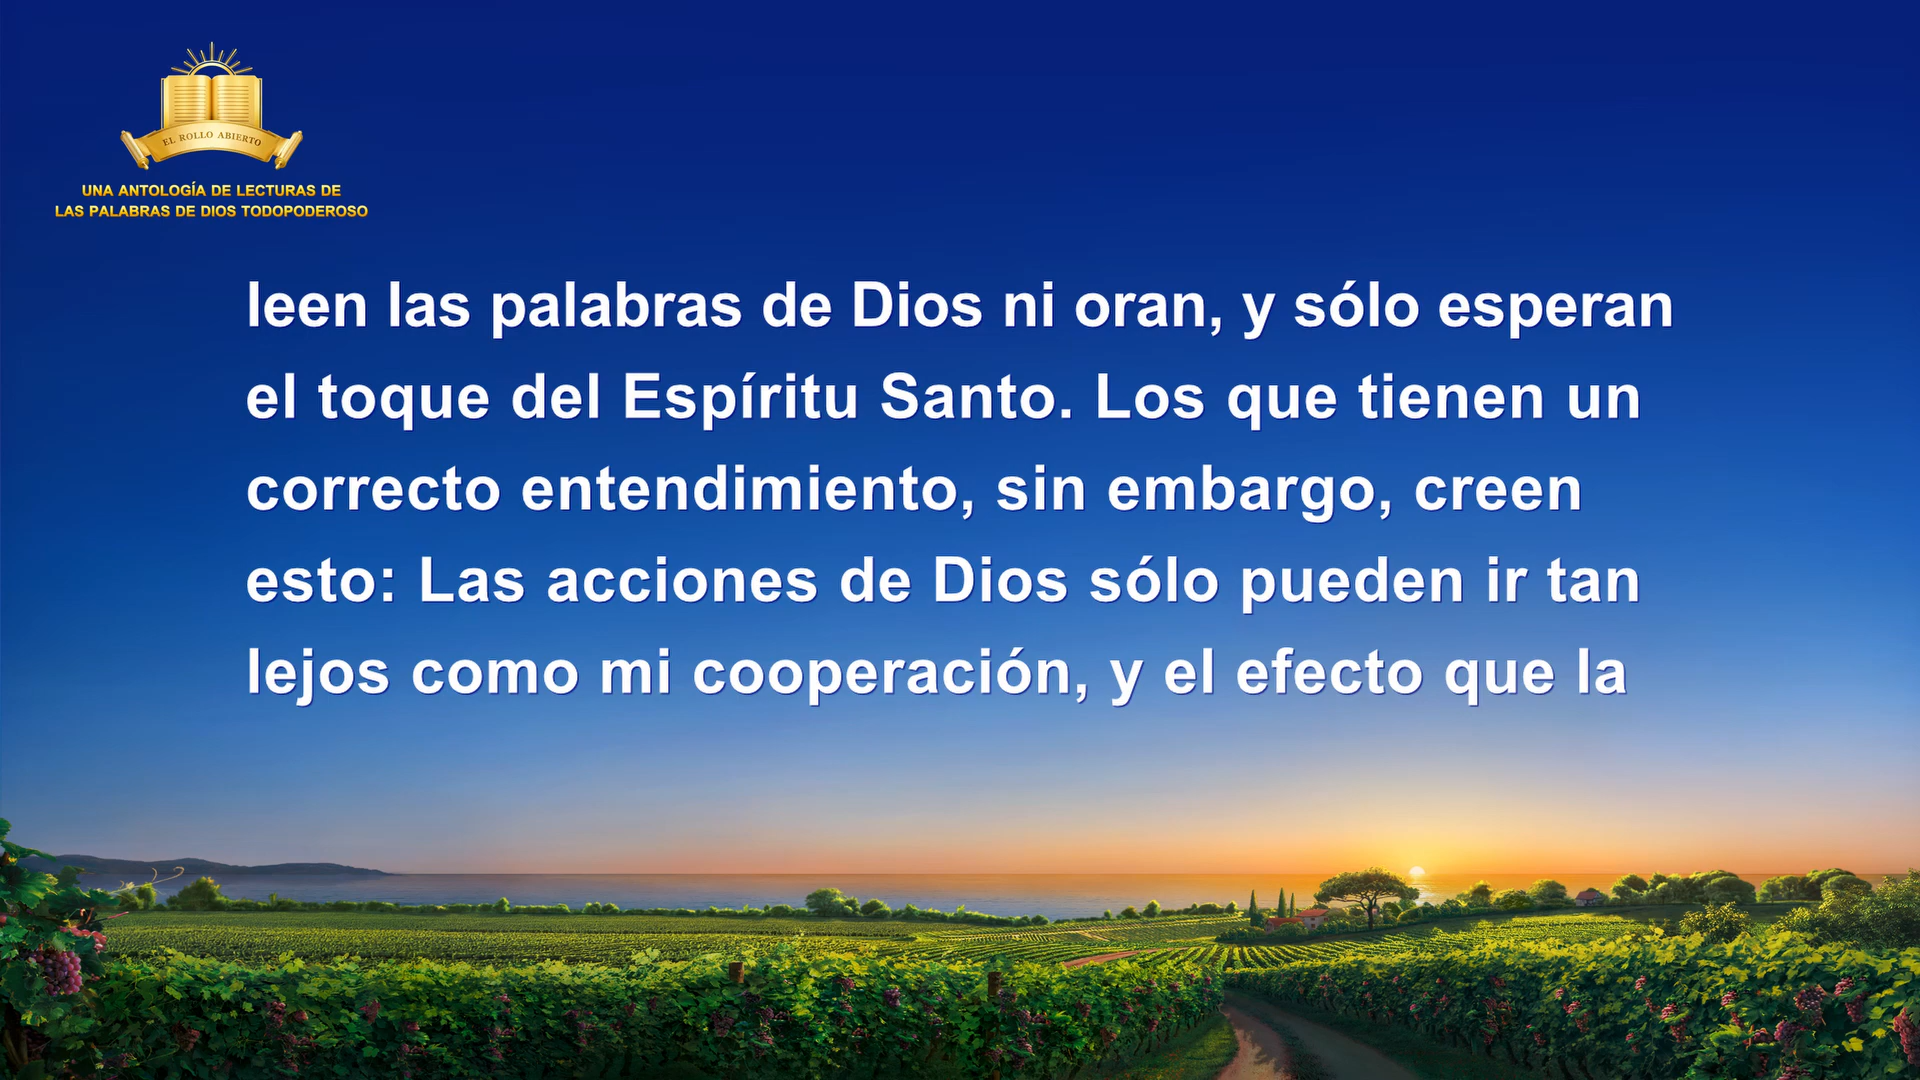 EL ROLLO ABIERTO
UNA ANTOLOGÍA DE LECTURAS DE
LAS PALABRAS DE DIOS TODOPODEROSO
leen las palabras de Dios ni oran, y sólo esperan
el toque del Espíritu Santo. Los que tienen un
correcto entendimiento, sin embargo, creen
esto: Las acciones de Dios sólo pueden ir tan
lejos como mi cooperación, y el efecto que la